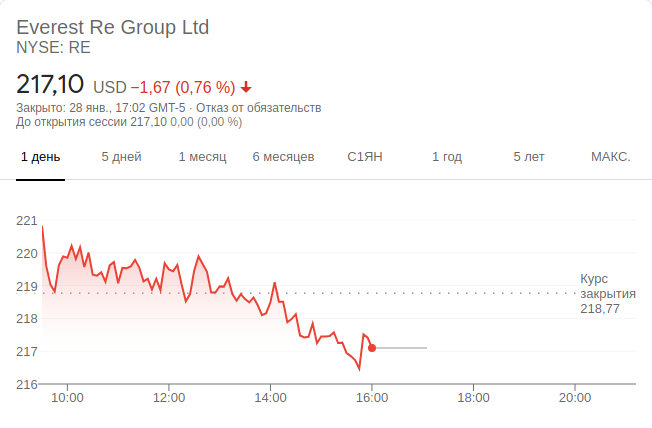 Everest Re Group Ltd
NYSE: RE
217,10 USD −1,67 (0,76 %)
Закрыто: 28 янв., 17:02 GMT-5 · Отказ от обязательств
До открытия сессии 217,10 0,00 (0,00 %)
1 день 5 дней 1 месяц 6 месяцев С1ЯН 1 год 5 лет МАКС.
221
220
219
218
217
216
Курс
закрытия
218,77
10:00 12:00 14:00 16:00 18:00 20:00